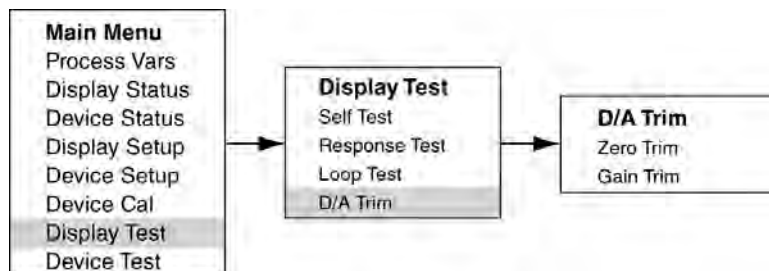 Main Menu
Process Vars
Display Status
Device Status
Display Setup
Device Setup
Device Cal
Display Test
Device Test
Display Test
Self Test
Response Test
Loop Test
D/A Trim
D/A Trim
Zero Trim
Gain Trim